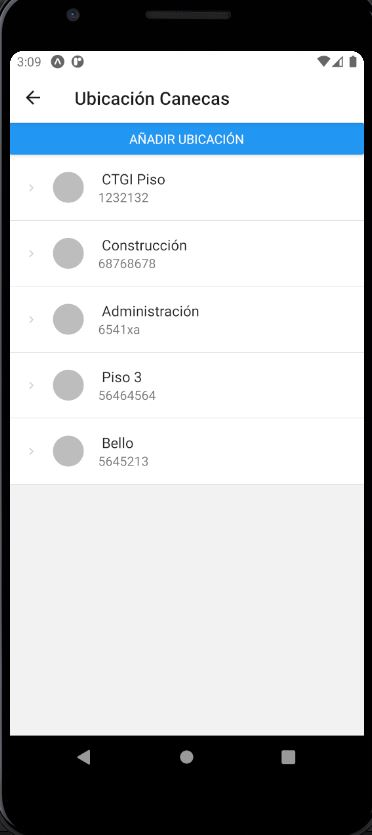 3:09
Ubicación Canecas
AÑADIR UBICACIÓN
CTGI Piso
1232132
Construcción
68768678
Administración
6541xa
Piso 3
56464564
Bello
5645213